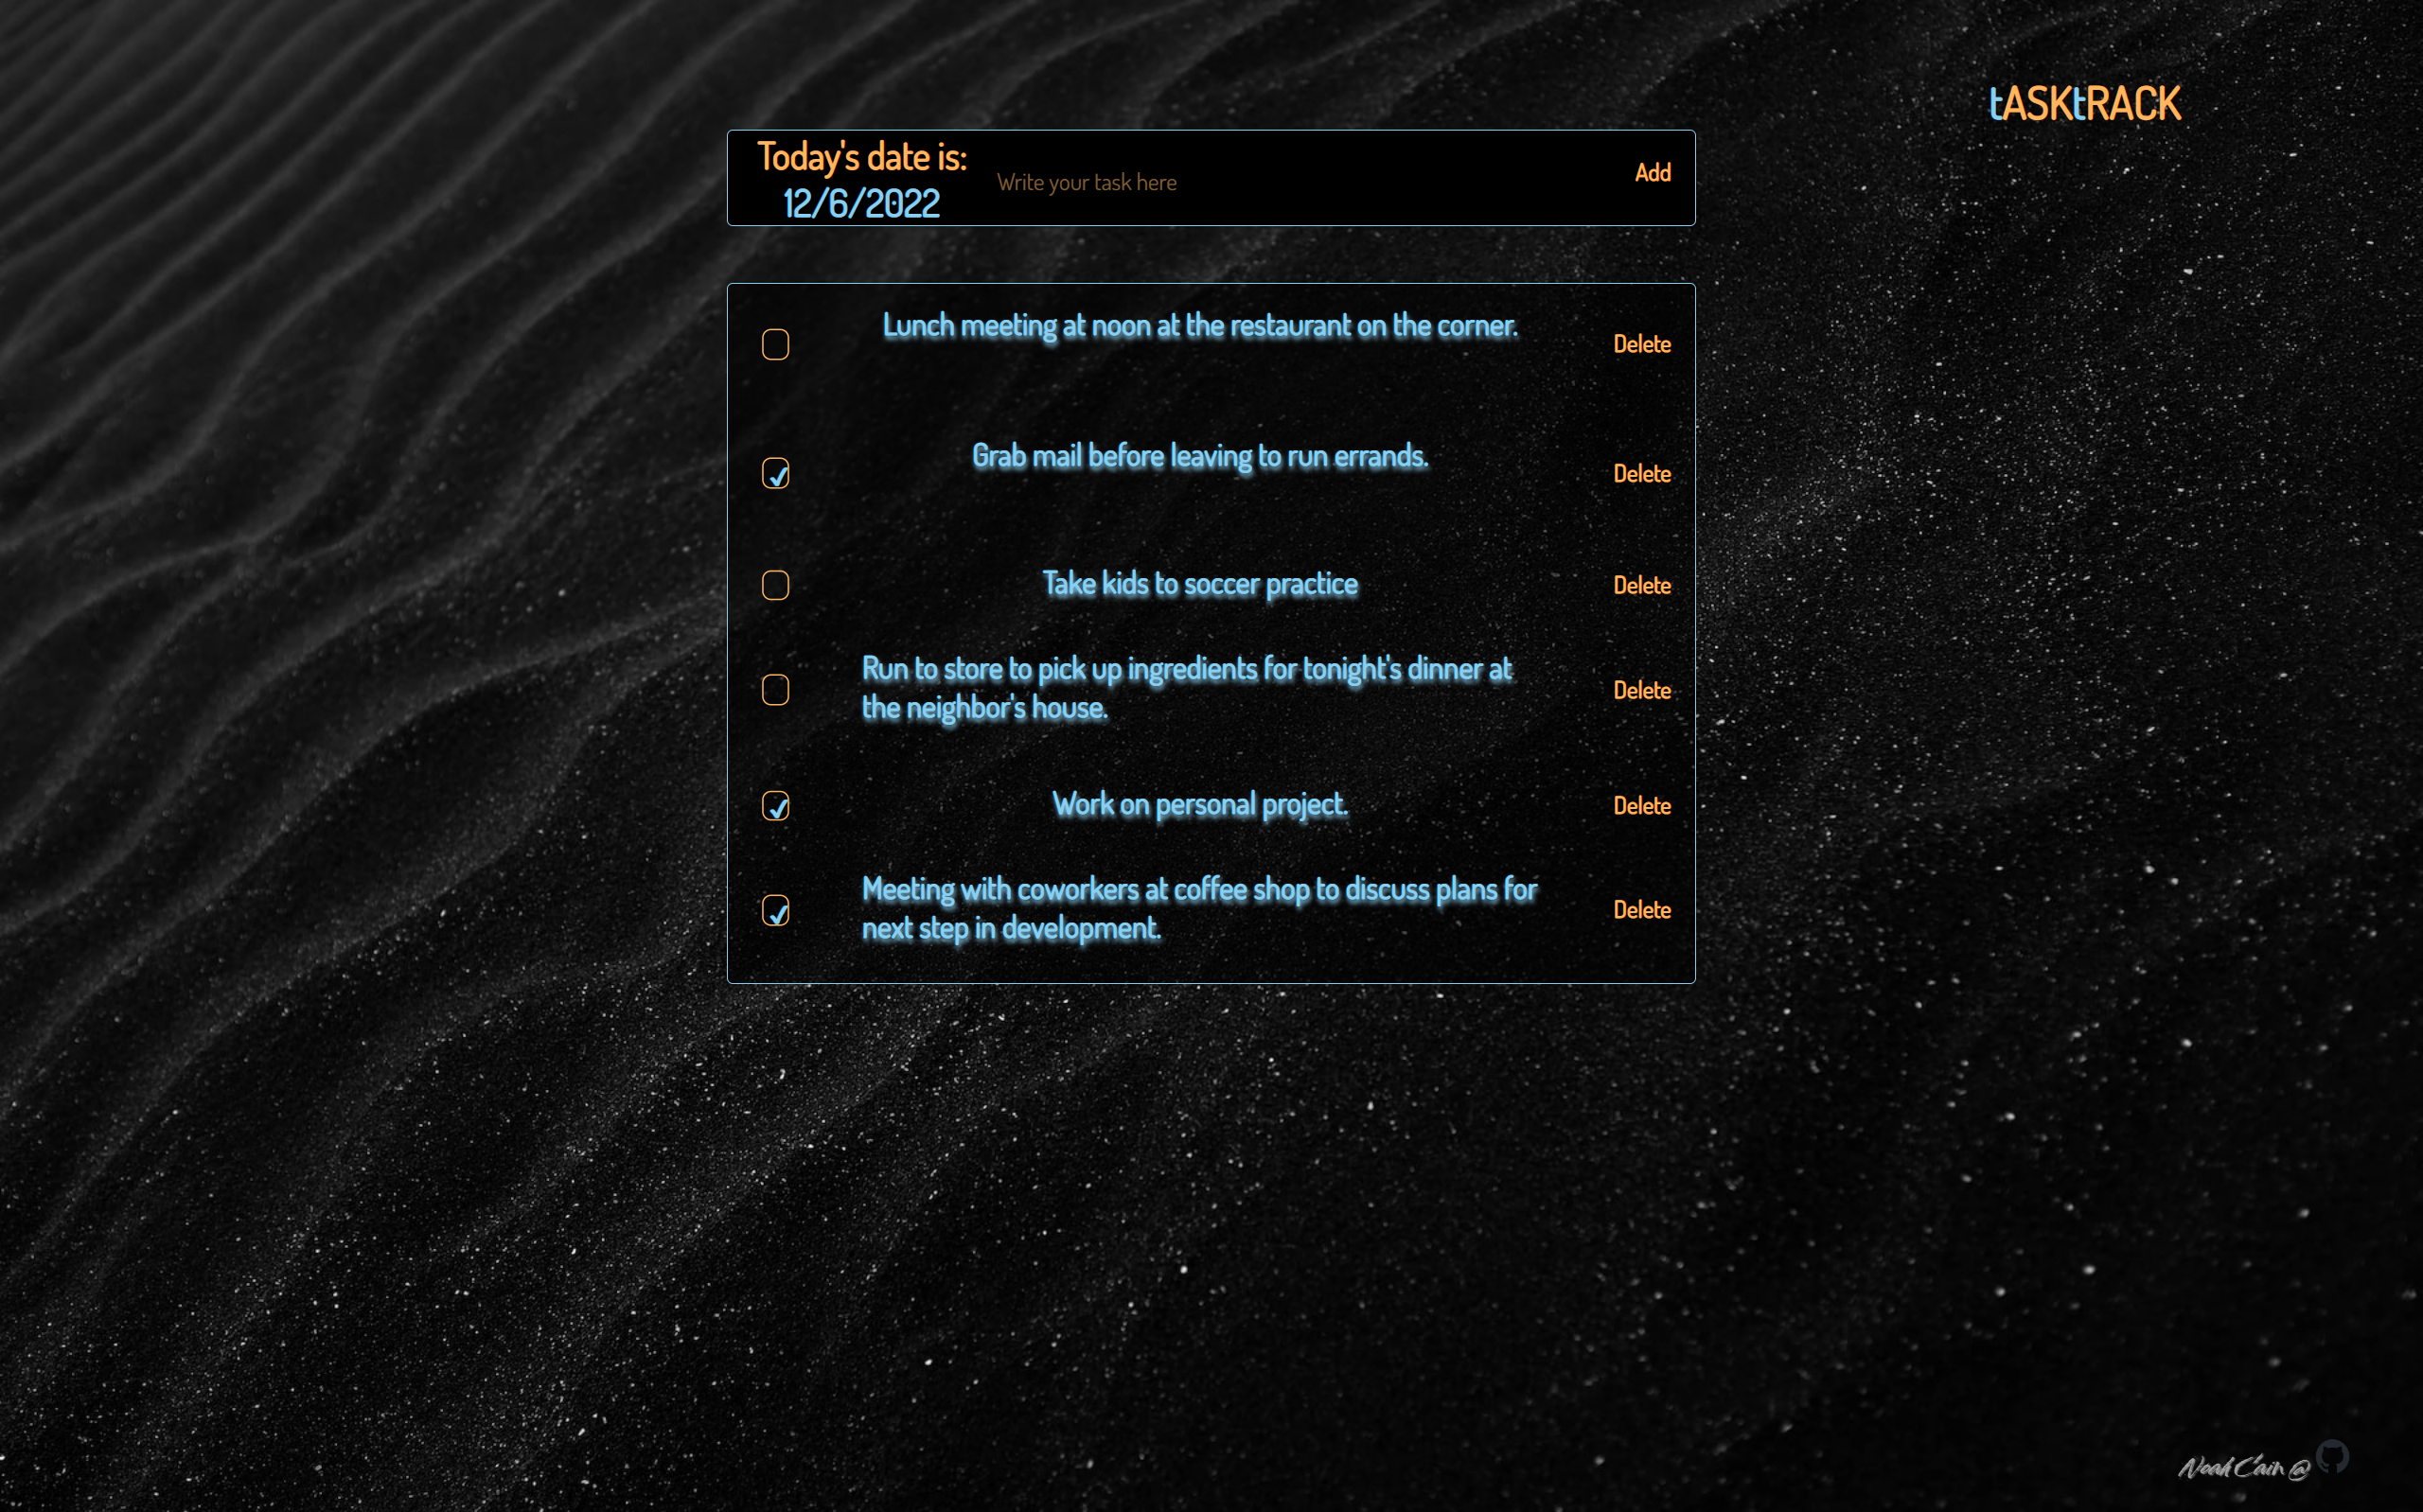 tASKtRACK
Today's date is:
12/6/2022
Write your task here
Add
Lunch meeting at noon at the restaurant on the corner.
Delete
Grab mail before leaving to run errands.
Delete
Take kids to soccer practice
Delete
Run to store to pick up ingredients for tonight's dinner at
the neighbor's house.
Delete
Work on personal project.
Delete
Meeting with coworkers at coffee shop to discuss plans for
next step in development.
Delete
Noah Cain @